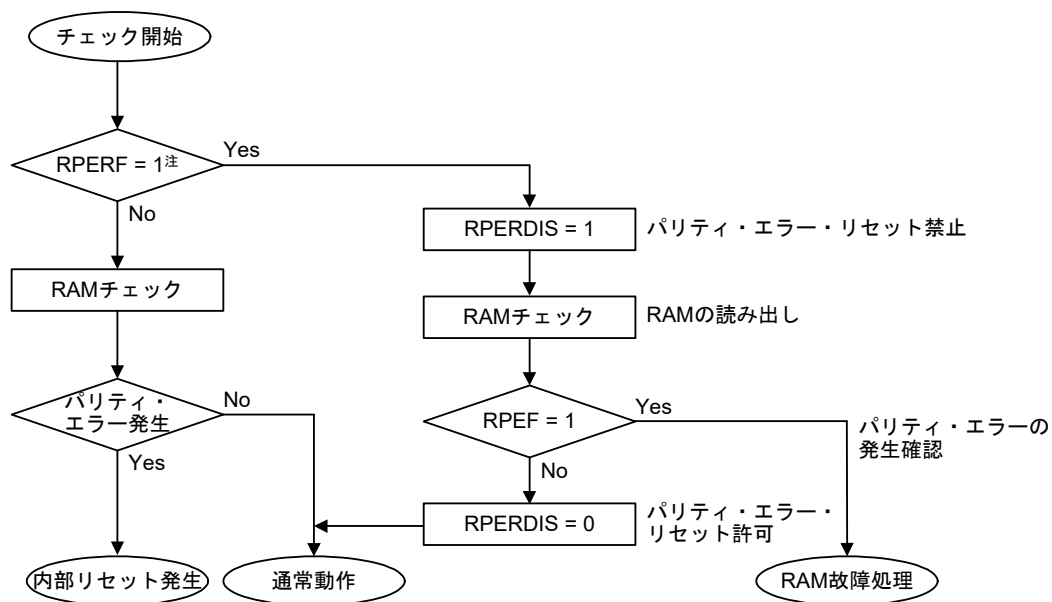 チェック開始
RPERF = 1注
Yes
No
RPERDIS = 1
パリティ・エラー・リセット禁止
RAMチェック
RAMチェック
RAMの読み出し
パリティ・
エラー発生
No
Yes
RPEF = 1
Yes
No
パリティ・エラーの
発生確認
RPERDIS = 0
パリティ・エラー・
リセット許可
内部リセット発生
通常動作
RAM故障処理